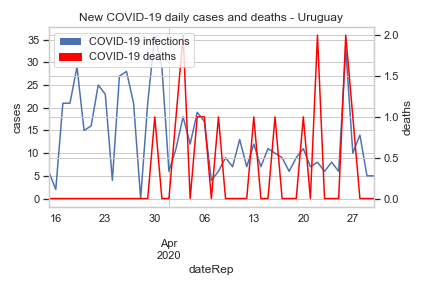 New COVID-19 daily cases and deaths - Uruguay
COVID-19 infections
COVID-19 deaths
cases
35
30
25
20
15
10
5
0
2.0
1.5
1.0
0.5
0.0
deaths
16 23 30 06 13 20 27
Apr
2020
dateRep